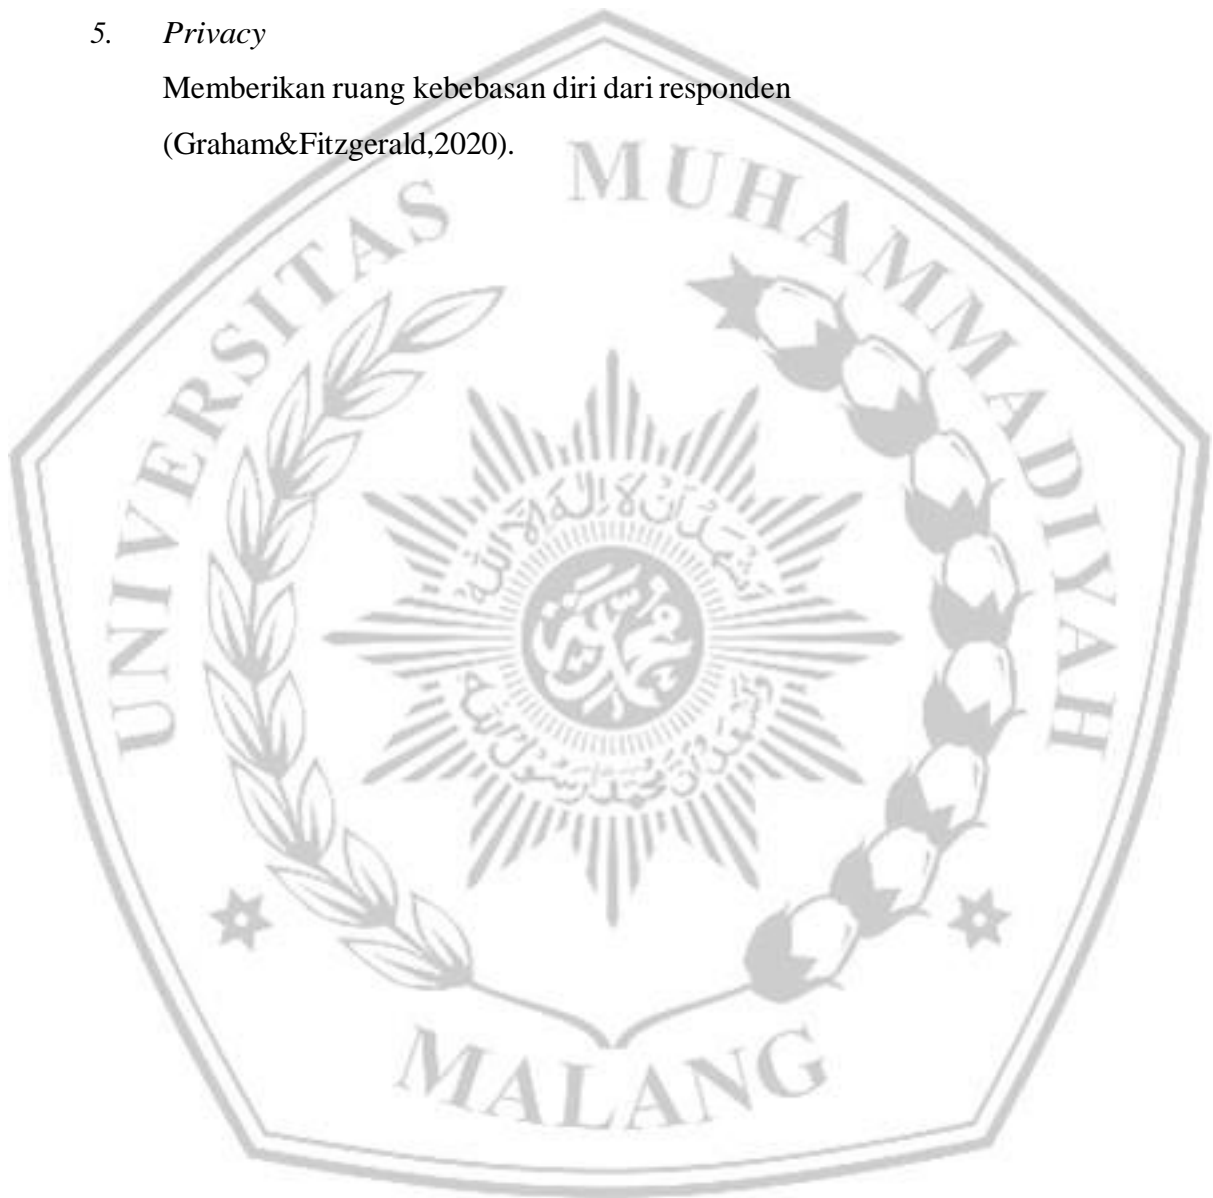 5. Privacy
Memberikan ruang kebebasan diri dari responden
(Graham&Fitzgerald,2020).
UNIVERSITAS MUHAMMADIYAH
MALANG